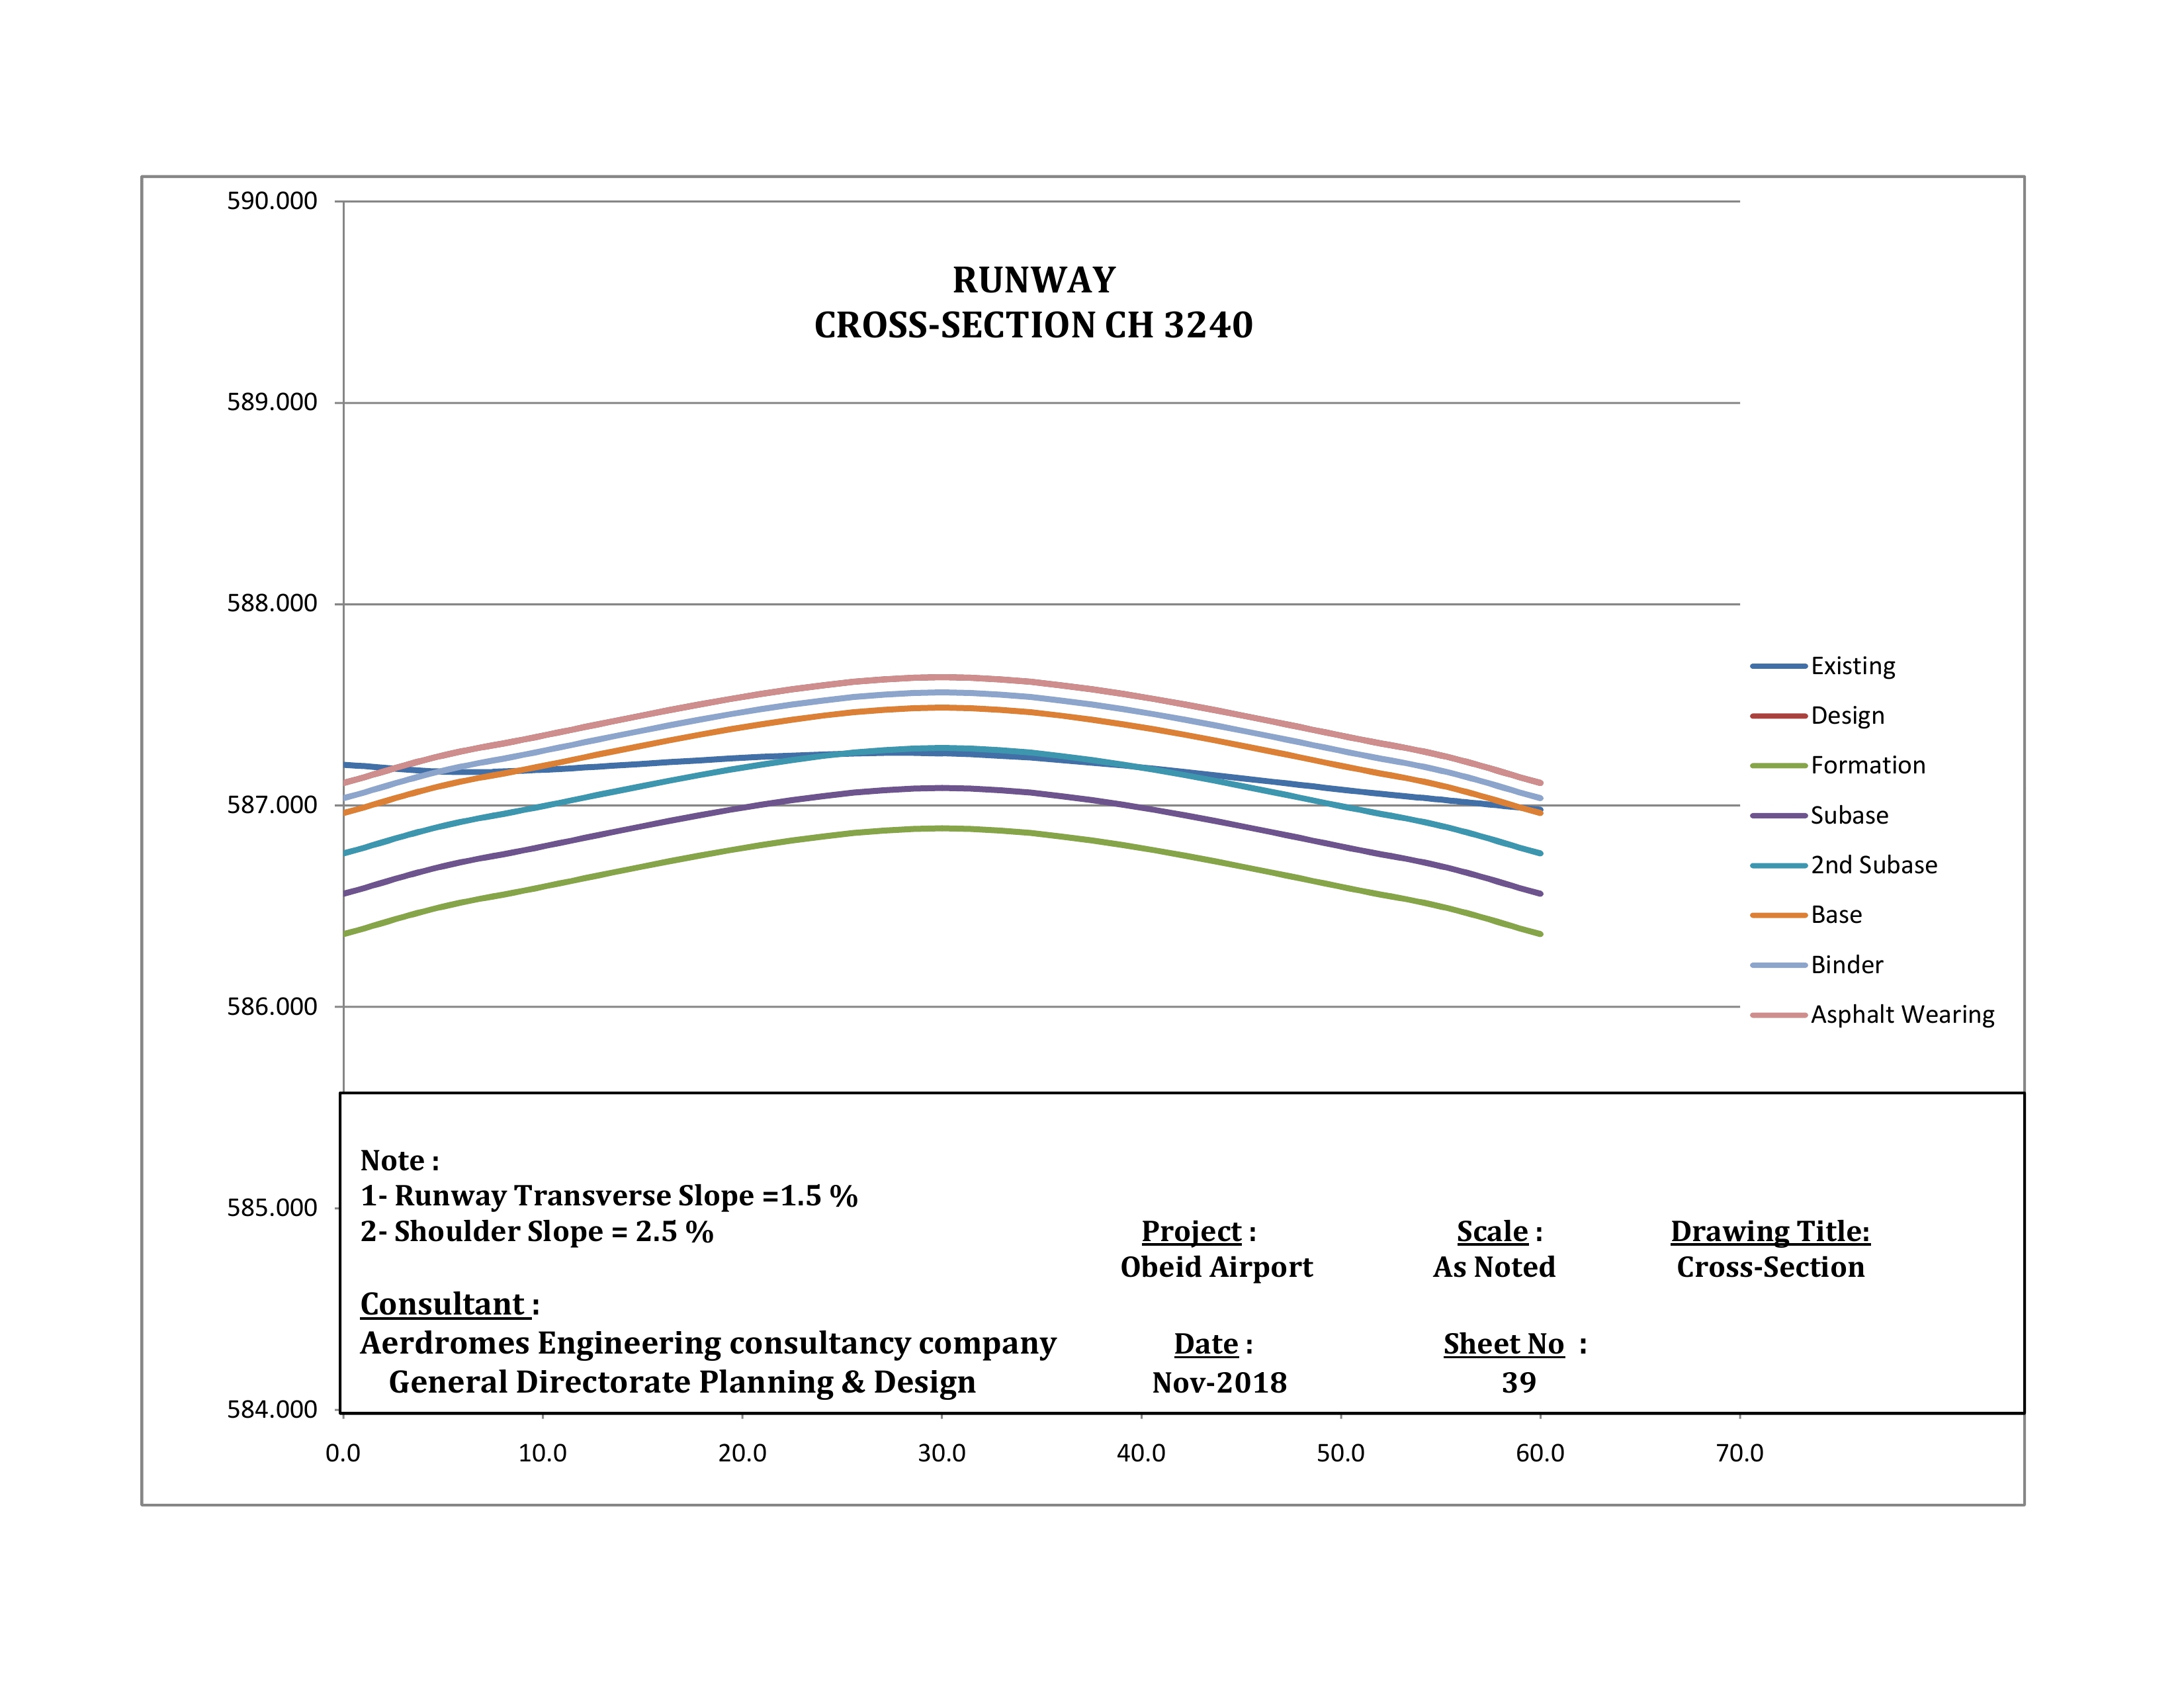 RUNWAY
CROSS-SECTION CH 3240
590.000
589.000
588.000
587.000
586.000
585.000
584.000
0.0 10.0 20.0 30.0 40.0 50.0 60.0 70.0
Existing
Design
Formation
Subase
2nd Subase
Base
Binder
Asphalt Wearing
Note :
1- Runway Transverse Slope =1.5 %
2- Shoulder Slope = 2.5 %
Consultant :
Aerdromes Engineering consultancy company
General Directorate Planning & Design
Project :
Obeid Airport
Scale :
As Noted
Drawing Title:
Cross-Section
Date :
Nov-2018
Sheet No :
39